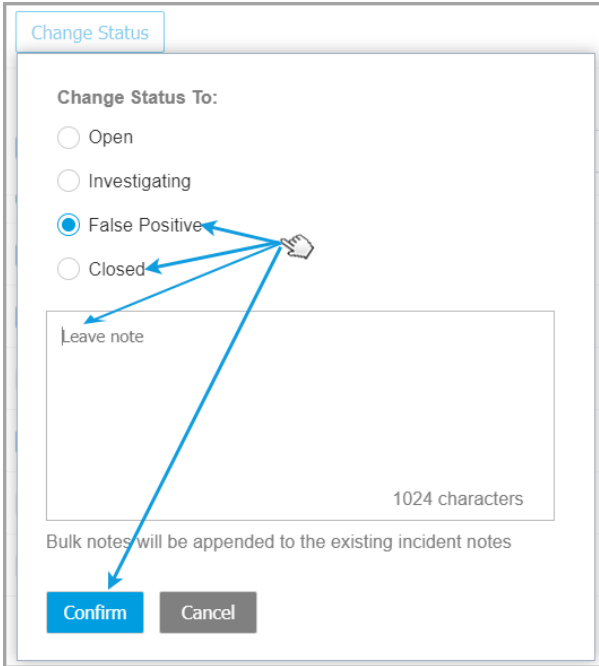 Change Status
Change Status To:
Open
Investigating
False Positive
Closed
Leave note
1024 characters
Bulk notes will be appended to the existing incident notes
Confirm Cancel